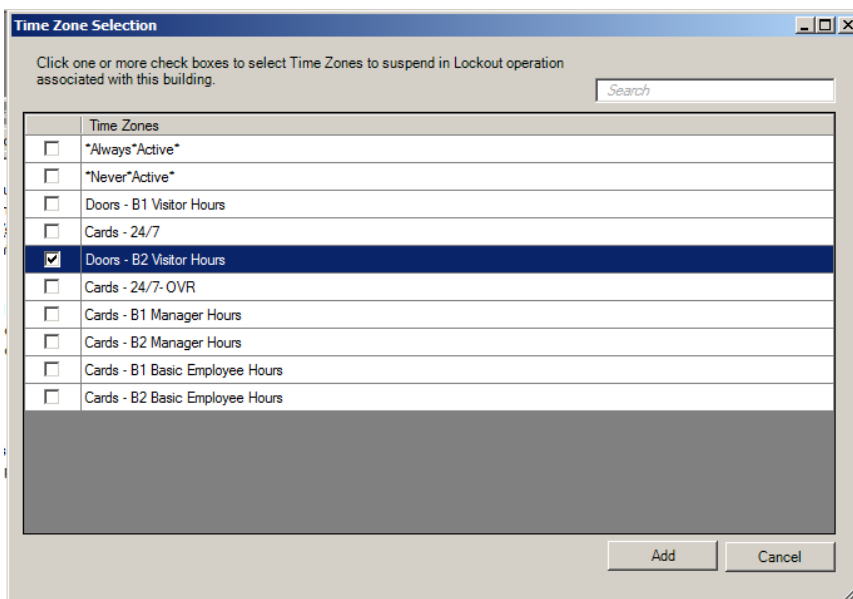 Time Zone Selection
Click one or more check boxes to select Time Zones to suspend in Lockout operation
associated with this building.
Search
Time Zones
*Always*Active*
*Never*Active*
Doors - B1 Visitor Hours
Cards - 24/7
Doors - B2 Visitor Hours
Cards - 24/7- OVR
Cards - B1 Manager Hours
Cards - B2 Manager Hours
Cards - B1 Basic Employee Hours
Cards - B2 Basic Employee Hours
Add
Cancel